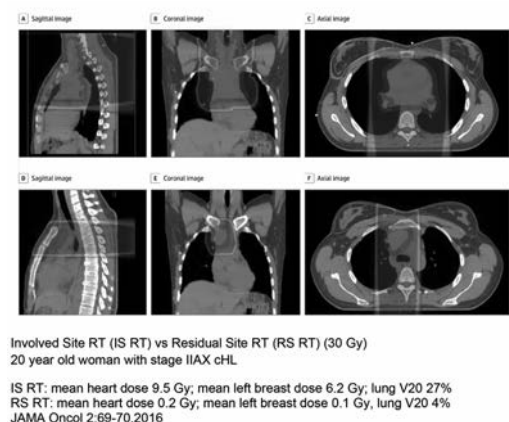 A Sagittal image
B Coronal image
C Axial image
D Sagittal image
E Coronal image
F Axial image
Involved Site RT (IS RT) vs Residual Site RT (RS RT) (30 Gy)
20 year old woman with stage IIAX cHL
IS RT: mean heart dose 9.5 Gy; mean left breast dose 6.2 Gy; lung V20 27%
RS RT: mean heart dose 0.2 Gy; mean left breast dose 0.1 Gy, lung V20 4%
JAMA Oncol 2:69-70.2016